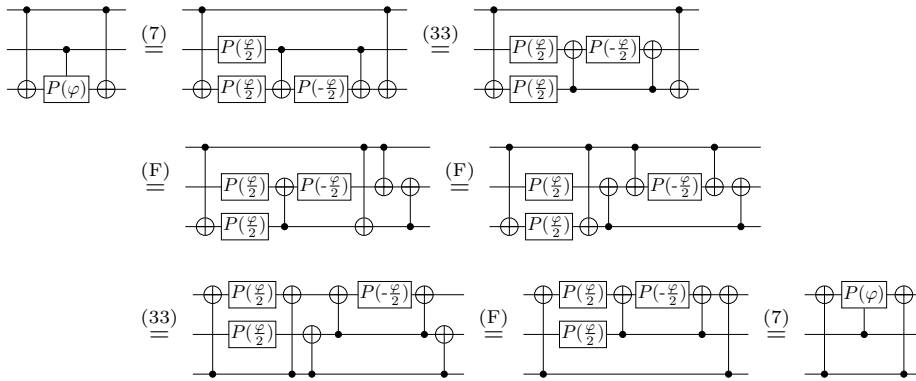 (7) (33)
P(φ/2) P(φ/2) P(-φ/2)
= =
P(φ) P(φ/2) P(-φ/2) P(φ/2)
(F) (F)
= P(φ/2) P(-φ/2) = P(φ/2) P(-φ/2)
P(φ/2) P(φ/2)
P(φ/2) P(-φ/2) P(φ/2) P(-φ/2) P(φ)
(33) (F) (7)
= P(φ/2) = P(φ/2) =